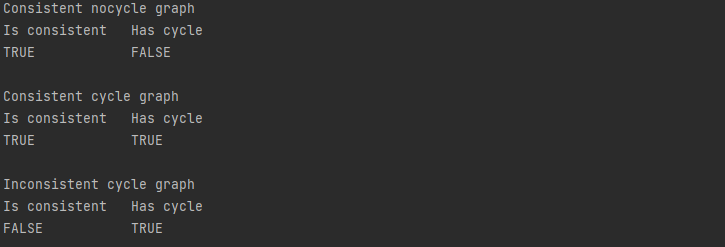 Consistent nocycle graph
Is consistent   Has cycle
TRUE            FALSE
Consistent cycle graph
Is consistent   Has cycle
TRUE            TRUE
Inconsistent cycle graph
Is consistent   Has cycle
FALSE           TRUE